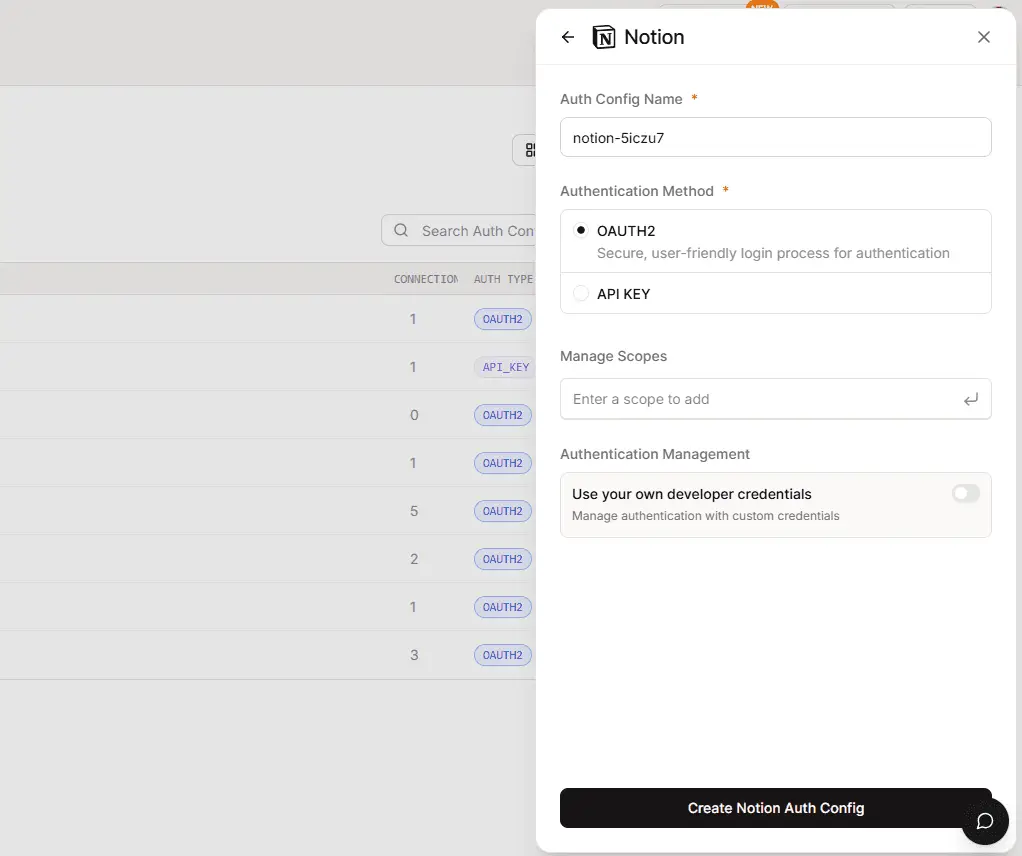 NEW
Notion
Auth Config Name *
notion-5iczu7
Authentication Method *
OAUTH2
Secure, user-friendly login process for authentication
API KEY
Manage Scopes
Enter a scope to add
Authentication Management
Use your own developer credentials
Manage authentication with custom credentials
Create Notion Auth Config
Search Auth Con
CONNECTION AUTH TYPE
1 OAUTH2
1 API_KEY
0 OAUTH2
1 OAUTH2
5 OAUTH2
2 OAUTH2
1 OAUTH2
3 OAUTH2